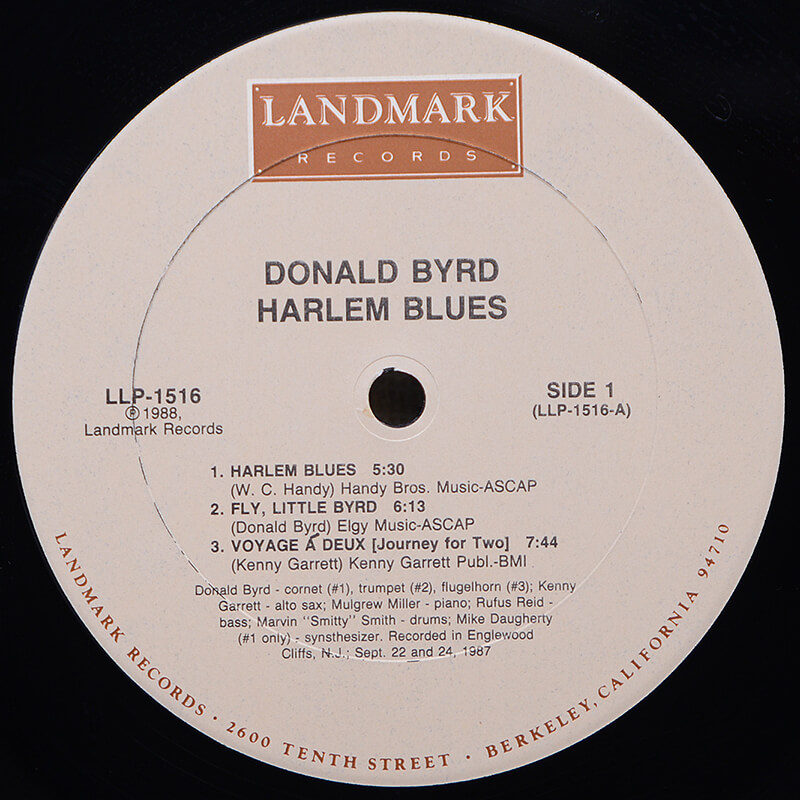 LANDMARK
RECORDS
DONALD BYRD
HARLEM BLUES
LLP-1516
℗ 1988,
Landmark Records
SIDE 1
(LLP-1516-A)
1. HARLEM BLUES 5:30
(W. C. Handy) Handy Bros. Music-ASCAP
2. FLY, LITTLE BYRD 6:13
(Donald Byrd) Elgy Music-ASCAP
3. VOYAGE Á DEUX [Journey for Two] 7:44
(Kenny Garrett) Kenny Garrett Publ.-BMI
Donald Byrd - cornet (#1), trumpet (#2), flugelhorn (#3); Kenny
Garrett - alto sax; Mulgrew Miller - piano; Rufus Reid -
bass; Marvin "Smitty" Smith - drums; Mike Daugherty
(#1 only) - synsthesizer. Recorded in Englewood
Cliffs, N.J.; Sept. 22 and 24, 1987
LANDMARK RECORDS · 2600 TENTH STREET · BERKELEY, CALIFORNIA 94710